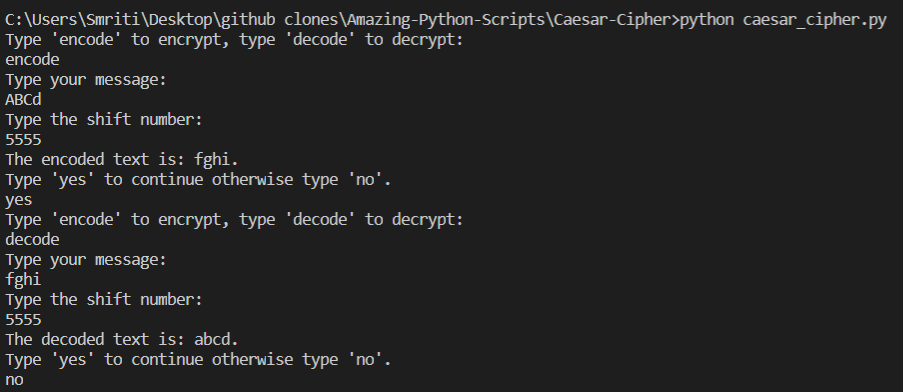 C:\Users\Smriti\Desktop\github clones\Amazing-Python-Scripts\Caesar-Cipher>python caesar_cipher.py
Type 'encode' to encrypt, type 'decode' to decrypt:
encode
Type your message:
ABCd
Type the shift number:
5555
The encoded text is: fghi.
Type 'yes' to continue otherwise type 'no'.
yes
Type 'encode' to encrypt, type 'decode' to decrypt:
decode
Type your message:
fghi
Type the shift number:
5555
The decoded text is: abcd.
Type 'yes' to continue otherwise type 'no'.
no